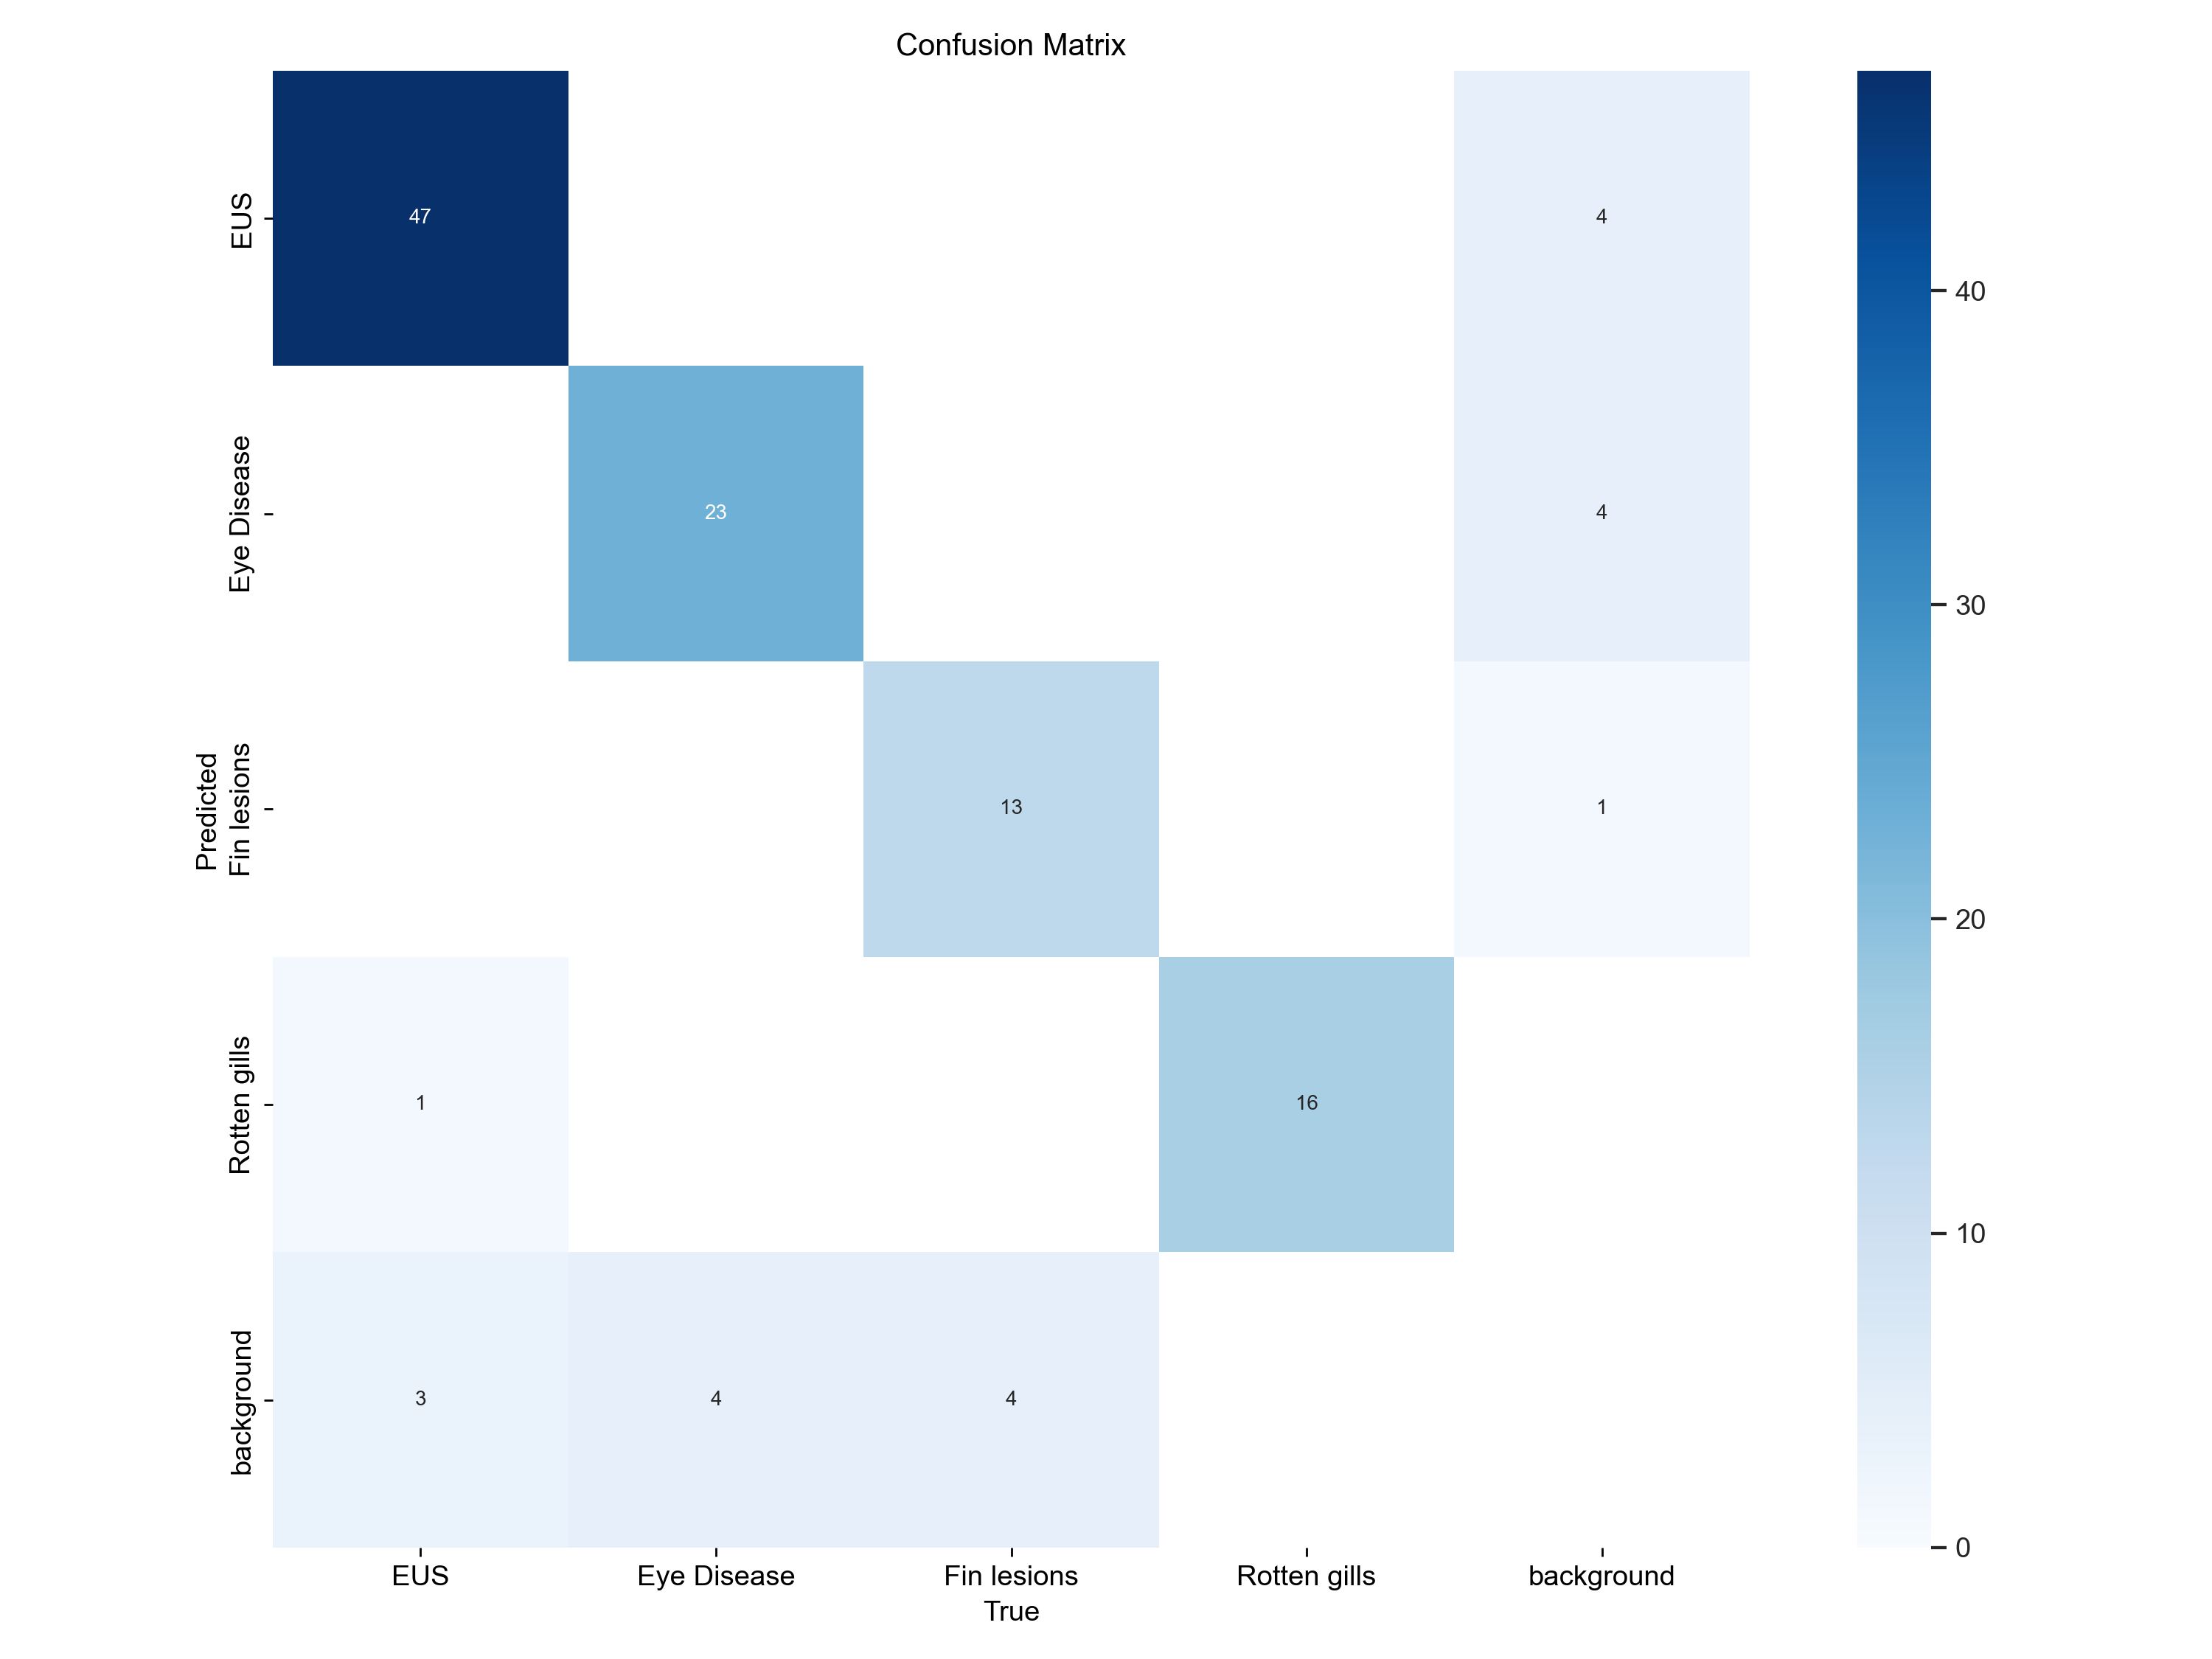 Confusion Matrix
EUS
47
4
40
Eye Disease
23
4
30
Predicted
Fin lesions
13
1
20
Rotten gills
1
16
10
background
3
4
4
0
EUS
Eye Disease
Fin lesions
Rotten gills
background
True